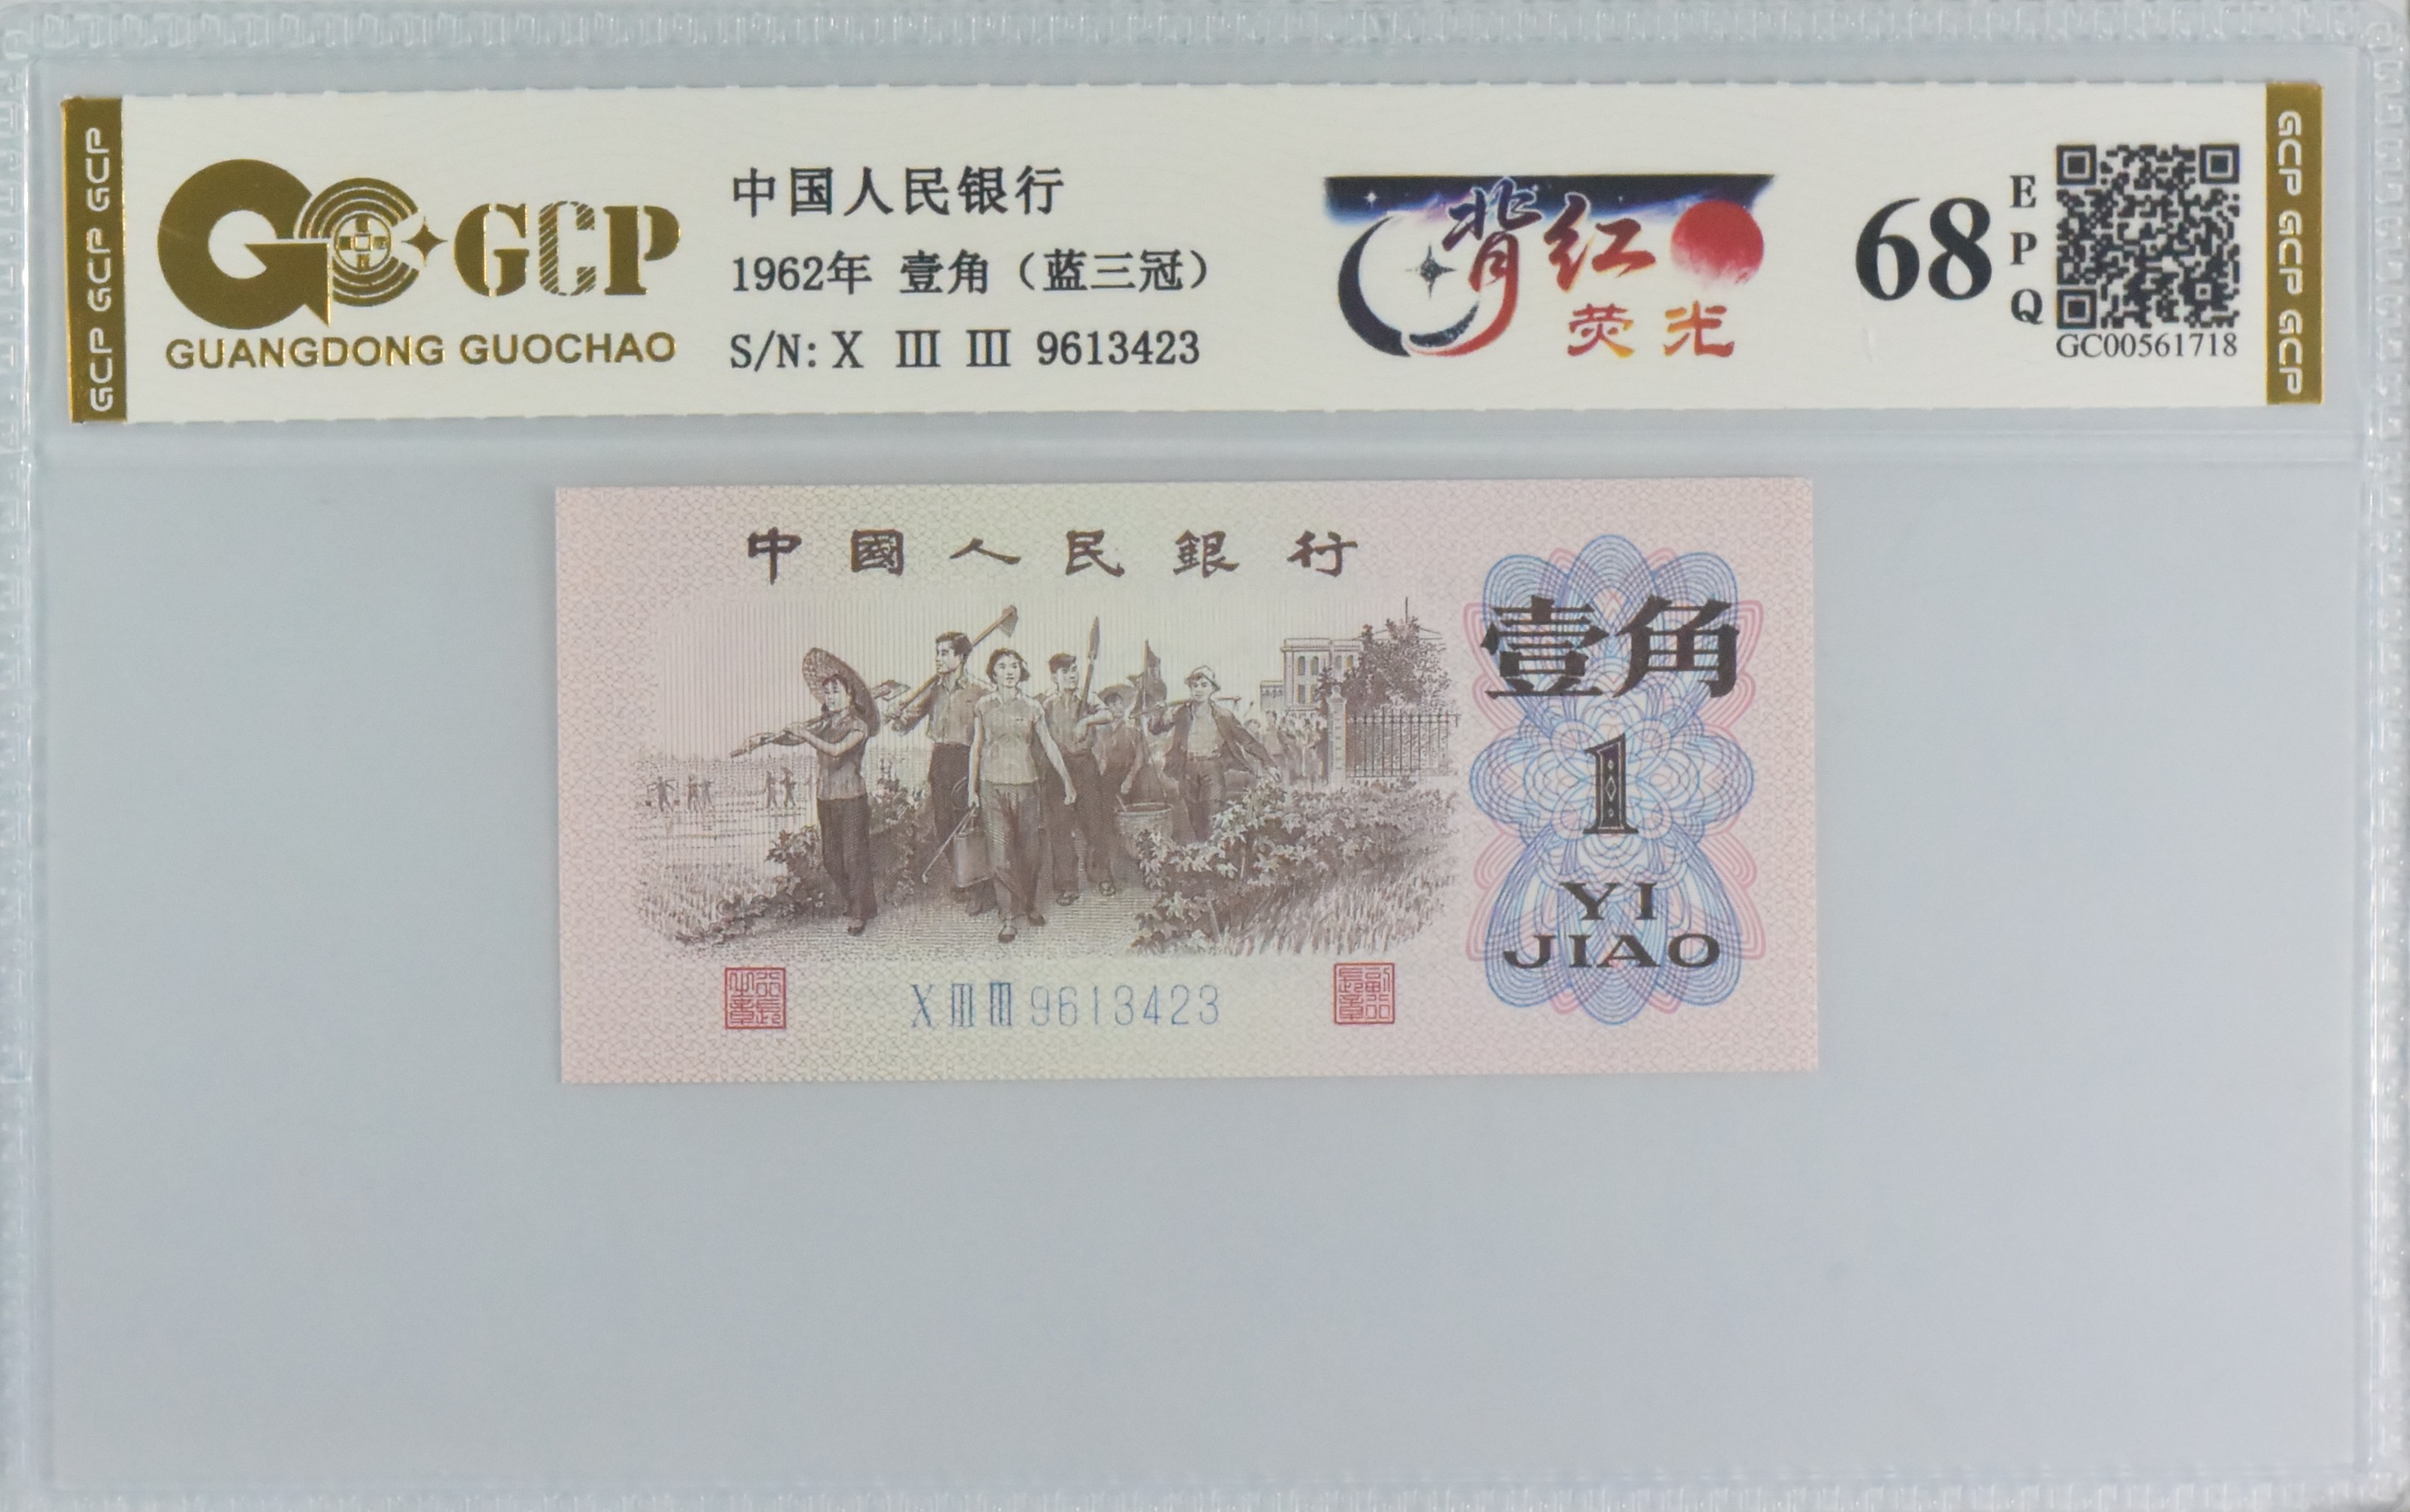 GCP GCP GCP
GCP
GUANGDONG GUOCHAO
中国人民银行
1962年 壹角（蓝三冠）
S/N: X Ⅲ Ⅲ 9613423
背红
荧光
68
E
P
Q
GC00561718
GCP GCP GCP
中國人民銀行
壹角
1
YI
JIAO
X Ⅲ Ⅲ 9613423